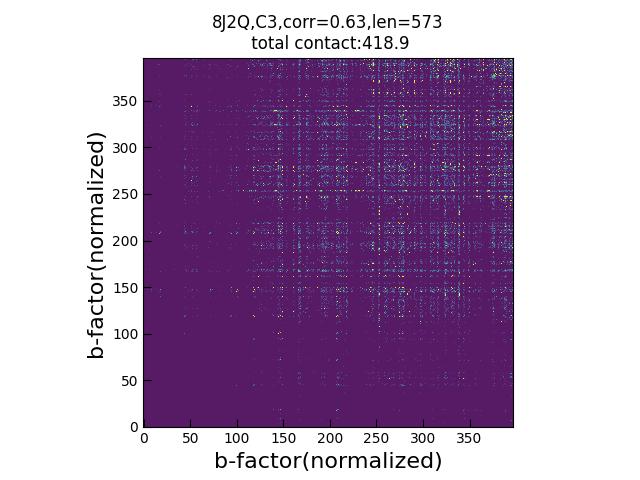 8J2Q,C3,corr=0.63,len=573
total contact:418.9
b-factor(normalized)
350
300
250
200
150
100
50
0
0 50 100 150 200 250 300 350
b-factor(normalized)